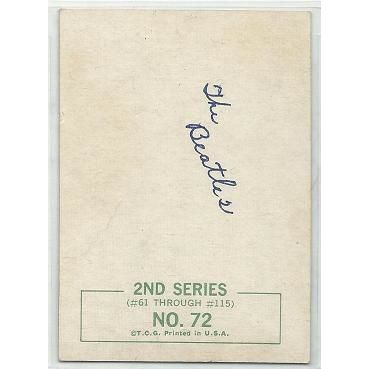 The
Beatles
2ND SERIES
(#61 THROUGH #115)
NO. 72
©T.C.G. Printed in U.S.A.